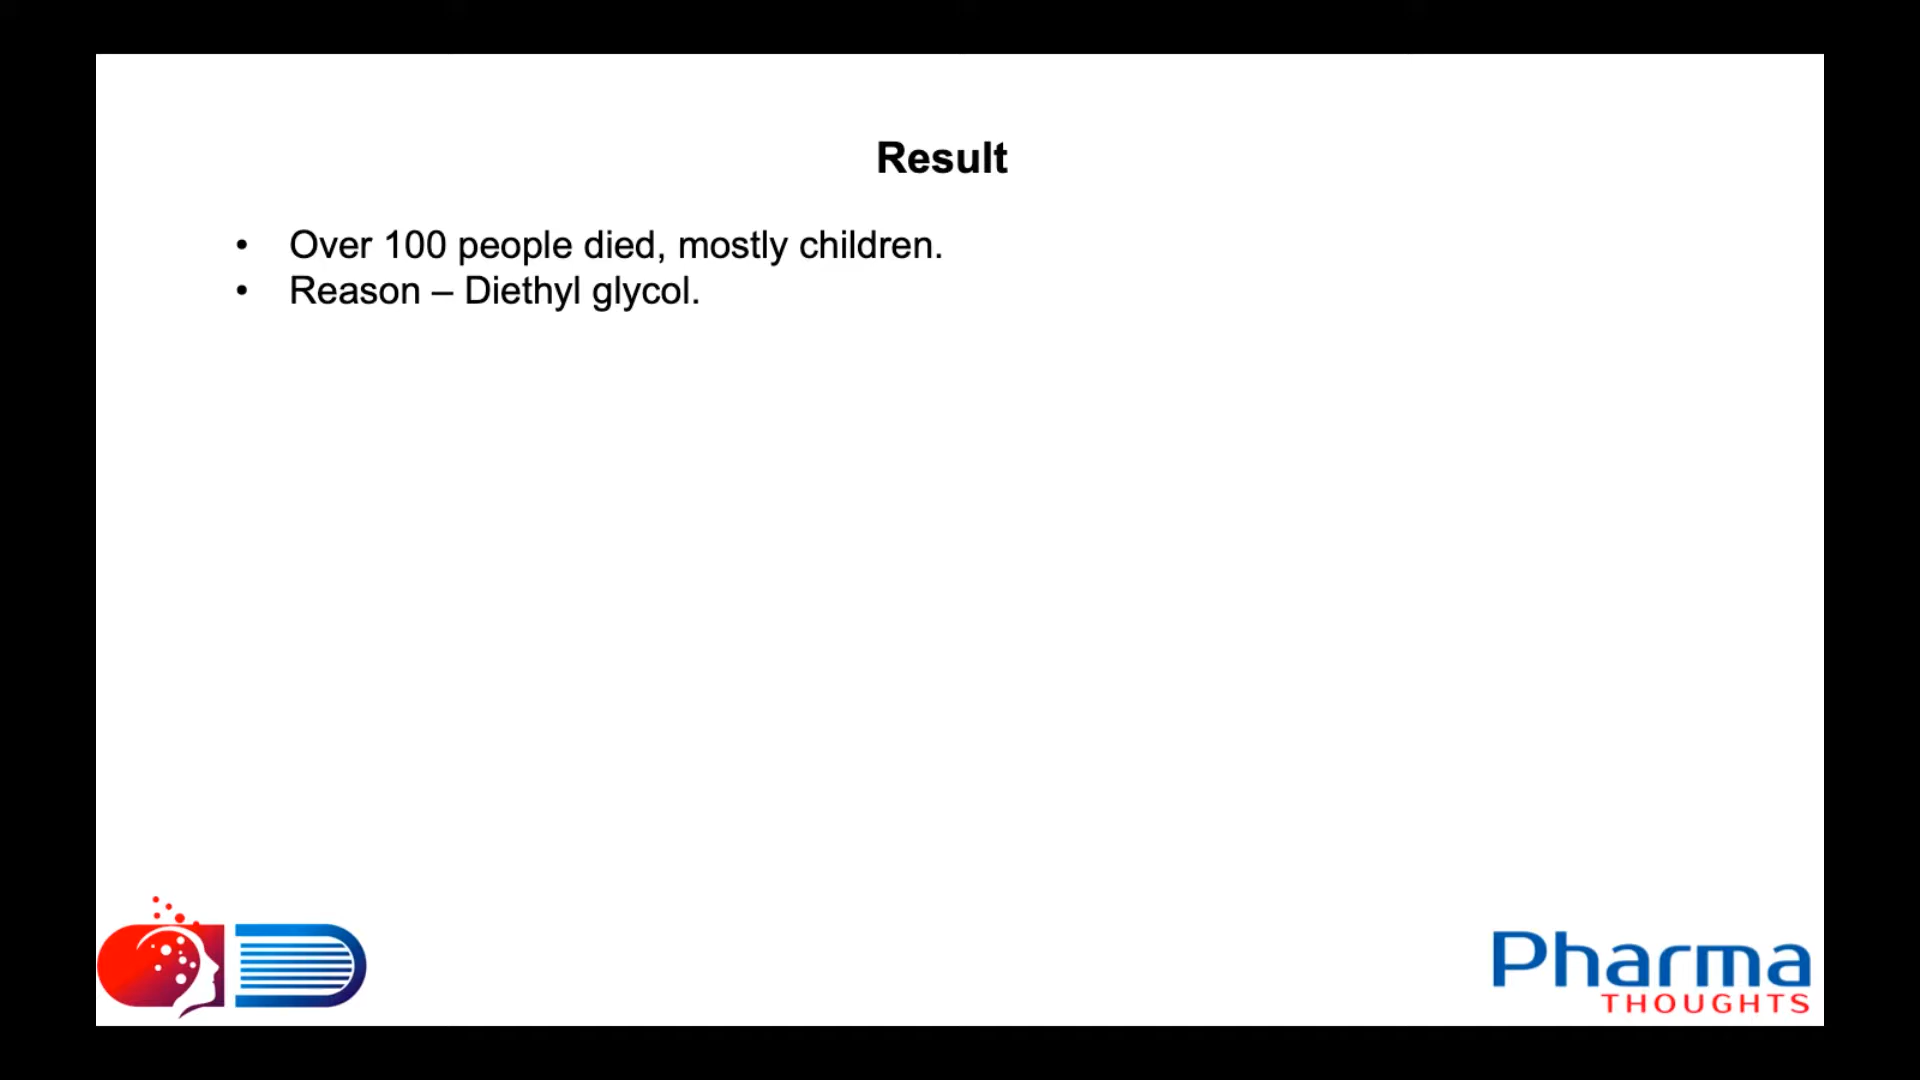 Result
• Over 100 people died, mostly children.
• Reason – Diethyl glycol.
Pharma
THOUGHTS